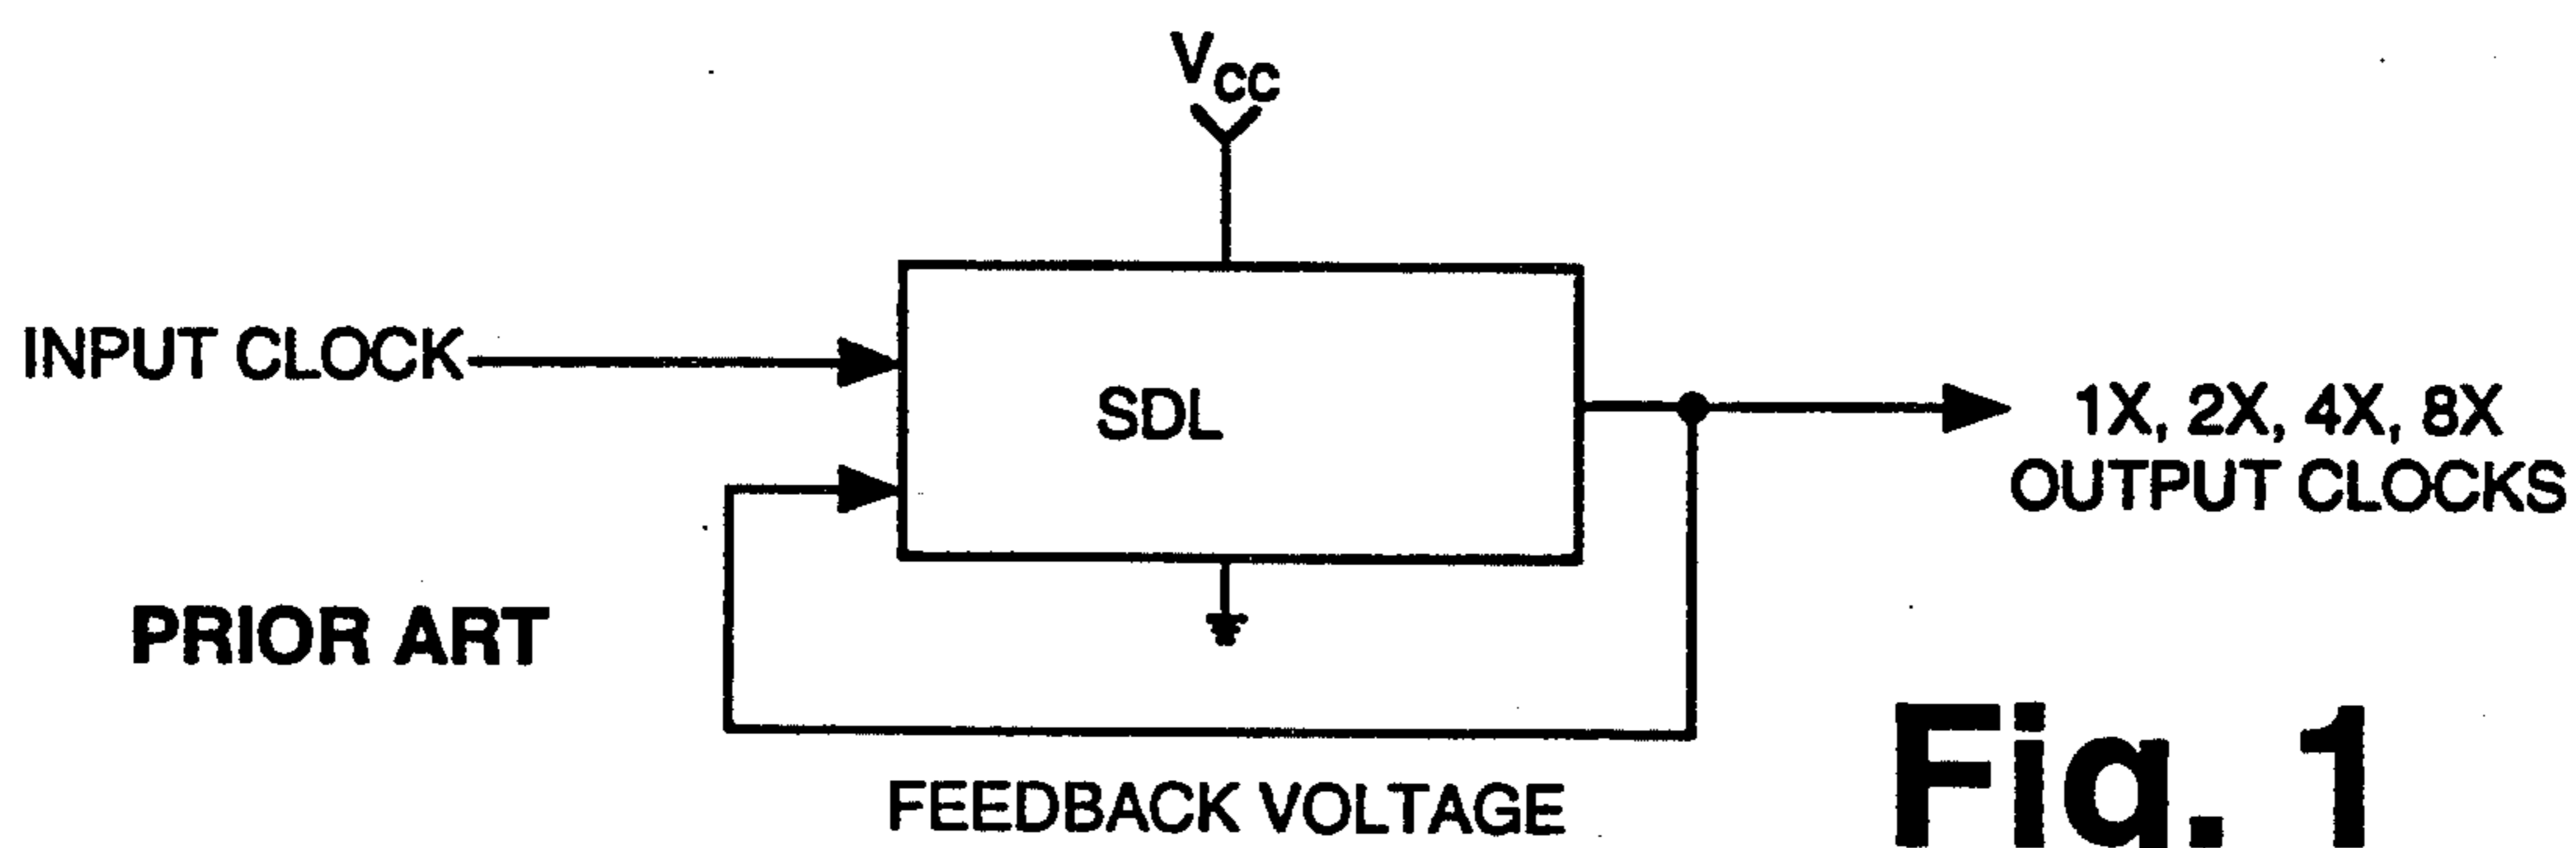 VCC
INPUT CLOCK
SDL
1X, 2X, 4X, 8X
OUTPUT CLOCKS
PRIOR ART
FEEDBACK VOLTAGE
Fig. 1